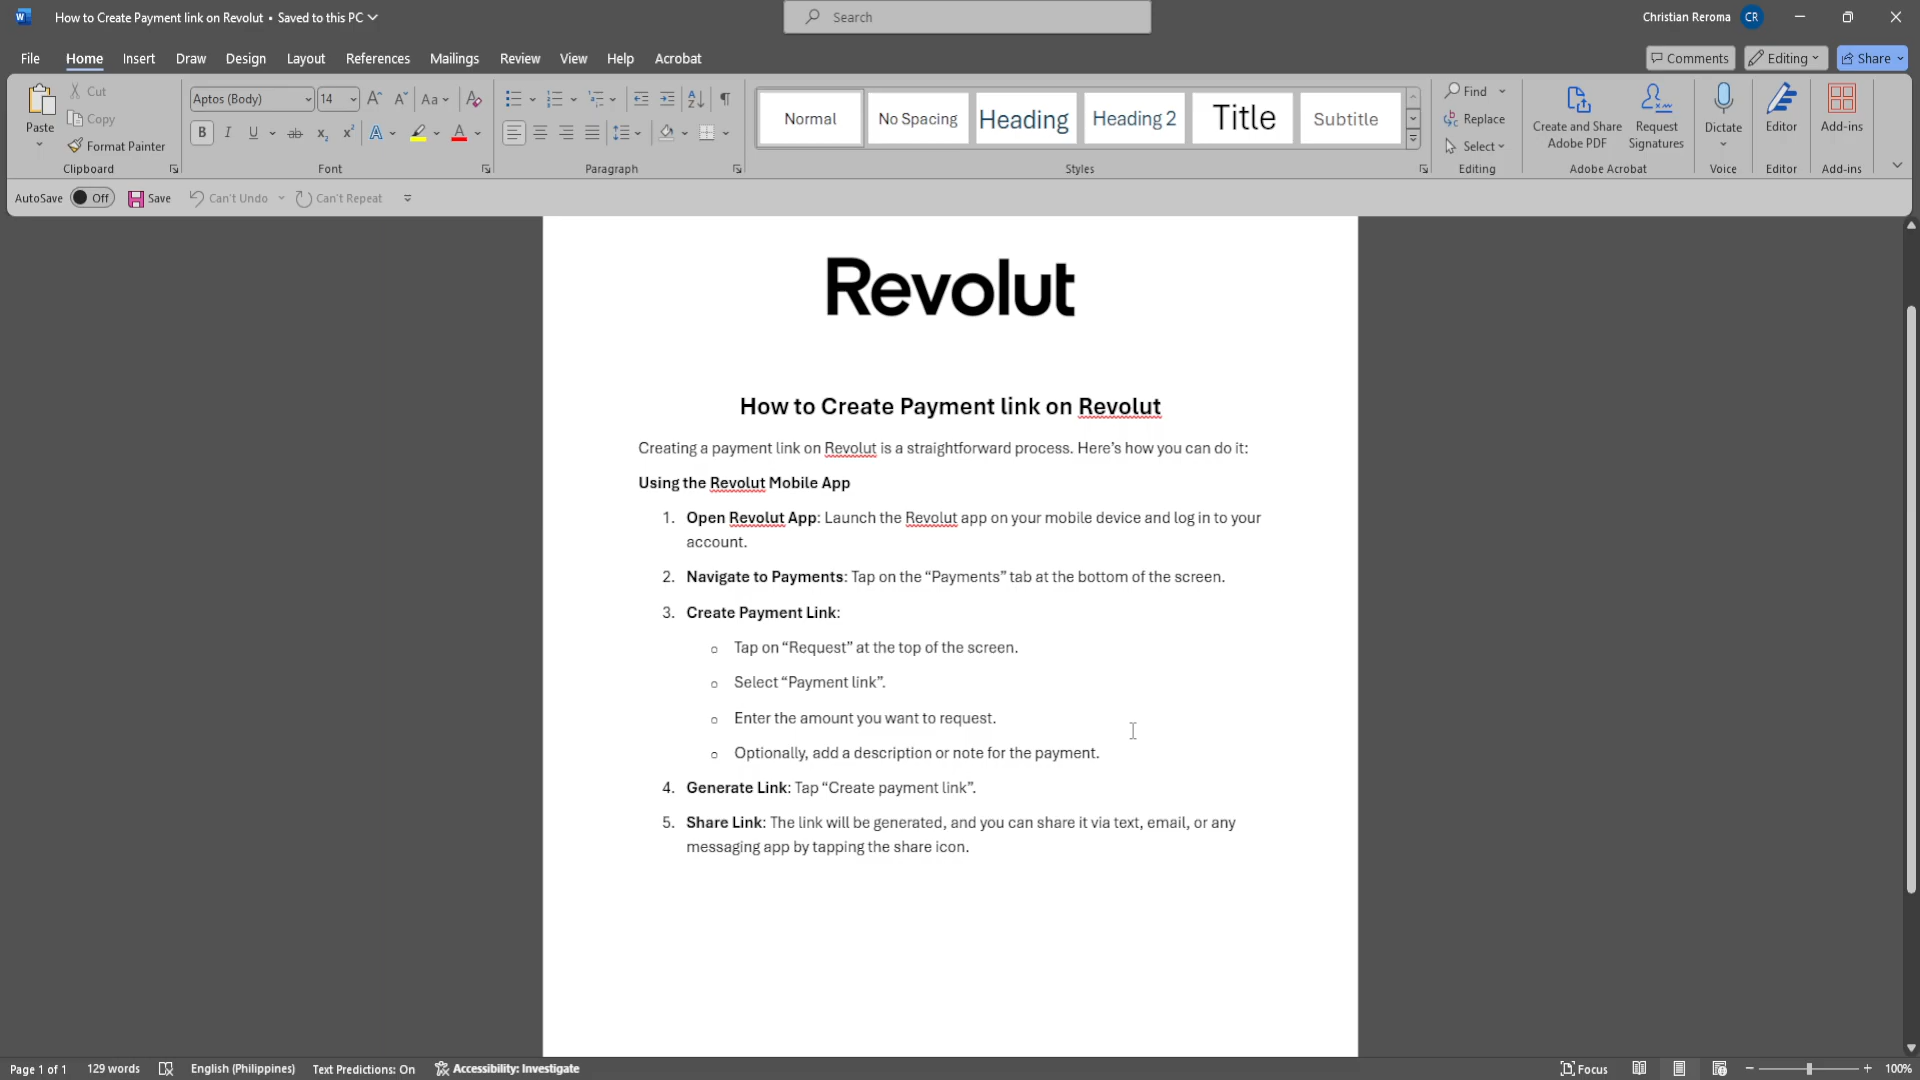 How to Create Payment link on Revolut • Saved to this PC
Search
Christian Reroma CR
File Home Insert Draw Design Layout References Mailings Review View Help Acrobat
Comments Editing Share
Paste
Cut
Copy
Format Painter
Clipboard
Aptos (Body) 14
Font
Paragraph
Normal No Spacing Heading Heading 2 Title Subtitle
Styles
Find
Replace
Select
Editing
Create and Share
Adobe PDF
Request
Signatures
Adobe Acrobat
Dictate
Voice
Editor
Editor
Add-ins
Add-ins
AutoSave Off Save Can't Undo Can't Repeat
Revolut
How to Create Payment link on Revolut
Creating a payment link on Revolut is a straightforward process. Here’s how you can do it:
Using the Revolut Mobile App
1. Open Revolut App: Launch the Revolut app on your mobile device and log in to your
account.
2. Navigate to Payments: Tap on the “Payments” tab at the bottom of the screen.
3. Create Payment Link:
o Tap on “Request” at the top of the screen.
o Select “Payment link”.
o Enter the amount you want to request.
o Optionally, add a description or note for the payment.
4. Generate Link: Tap “Create payment link”.
5. Share Link: The link will be generated, and you can share it via text, email, or any
messaging app by tapping the share icon.
Page 1 of 1 129 words English (Philippines) Text Predictions: On Accessibility: Investigate
Focus 100%